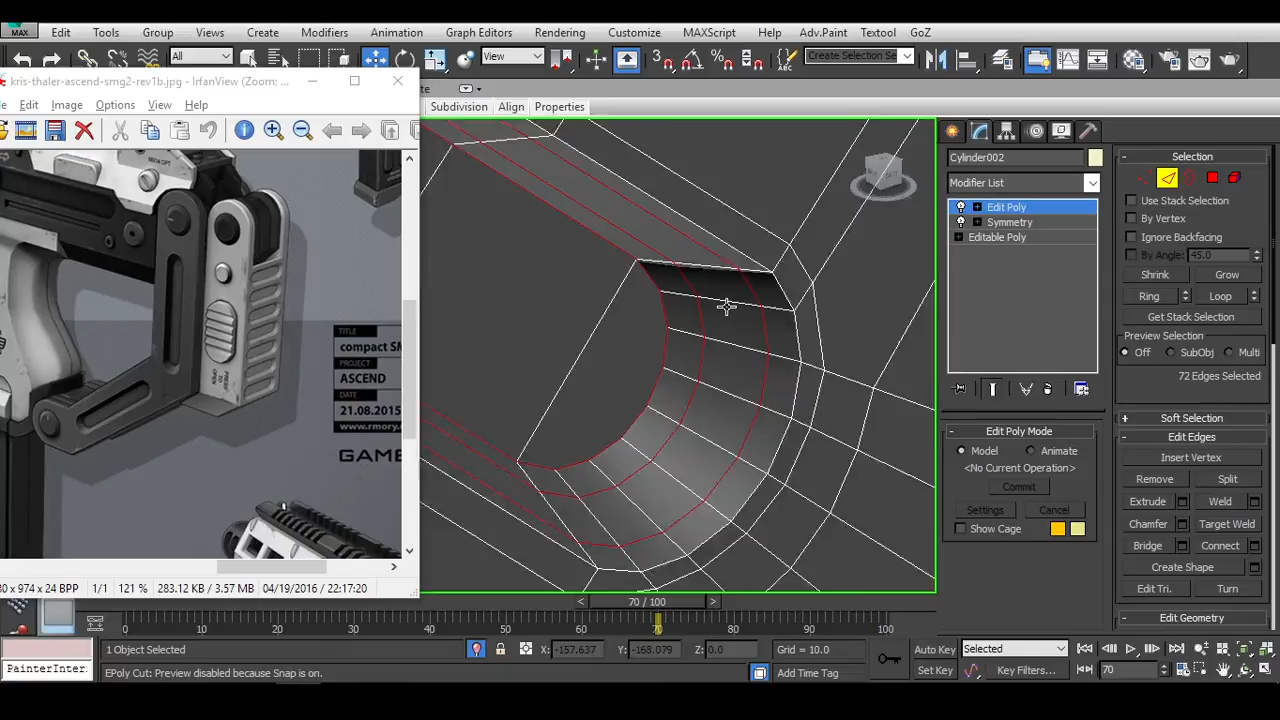 MAX
Edit
Tools
Group
Views
Create
Modifiers
Animation
Graph Editors
Rendering
Customize
MAXScript
Help
Adv.Paint
Textool
GoZ
All
View
Create Selection Se
kris-thaler-ascend-smg2-rev1b.jpg - IrfanView (Zoom: ...
Edit
Image
Options
View
Help
Subdivision
Align
Properties
TITLE
compact SM
PROJECT
ASCEND
DATE
21.08.2015
www.rmory.
GAME
PRESS
TO
OPEN
30 x 974 x 24 BPP
1/1
121 %
283.12 KB / 3.57 MB
04/19/2016 / 22:17:20
Cylinder002
Modifier List
Edit Poly
Symmetry
Editable Poly
Edit Poly Mode
Model
Animate
<No Current Operation>
Commit
Settings
Cancel
Show Cage
Selection
Use Stack Selection
By Vertex
Ignore Backfacing
By Angle:
45.0
Shrink
Grow
Ring
Loop
Get Stack Selection
Preview Selection
Off
SubObj
Multi
72 Edges Selected
Soft Selection
Edit Edges
Insert Vertex
Remove
Split
Extrude
Weld
Chamfer
Target Weld
Bridge
Connect
Create Shape
Edit Tri.
Turn
Edit Geometry
70 / 100
0
10
20
30
40
50
60
70
80
90
100
1 Object Selected
X: -157.637
Y: -168.079
Z: 0.0
Grid = 10.0
Auto Key
Selected
PainterInter
EPoly Cut: Preview disabled because Snap is on.
Add Time Tag
Set Key
Key Filters...
70